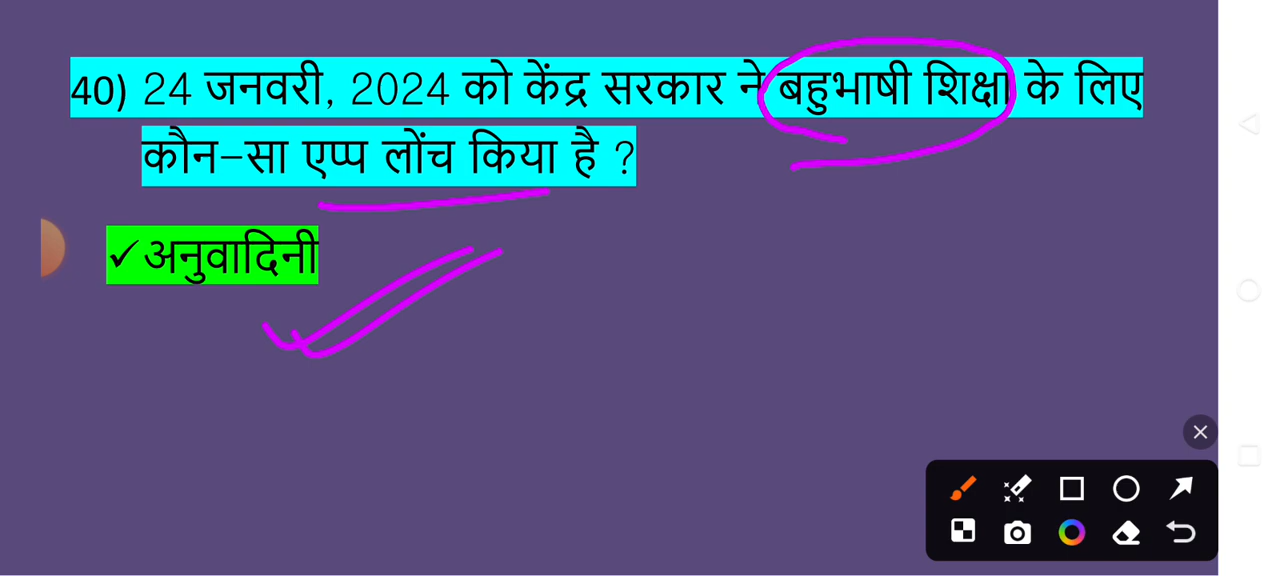 40) 24 जनवरी, 2024 को केंद्र सरकार ने बहुभाषी शिक्षा के लिए
कौन-सा एप्प लोंच किया है ?
✓अनुवादिनी